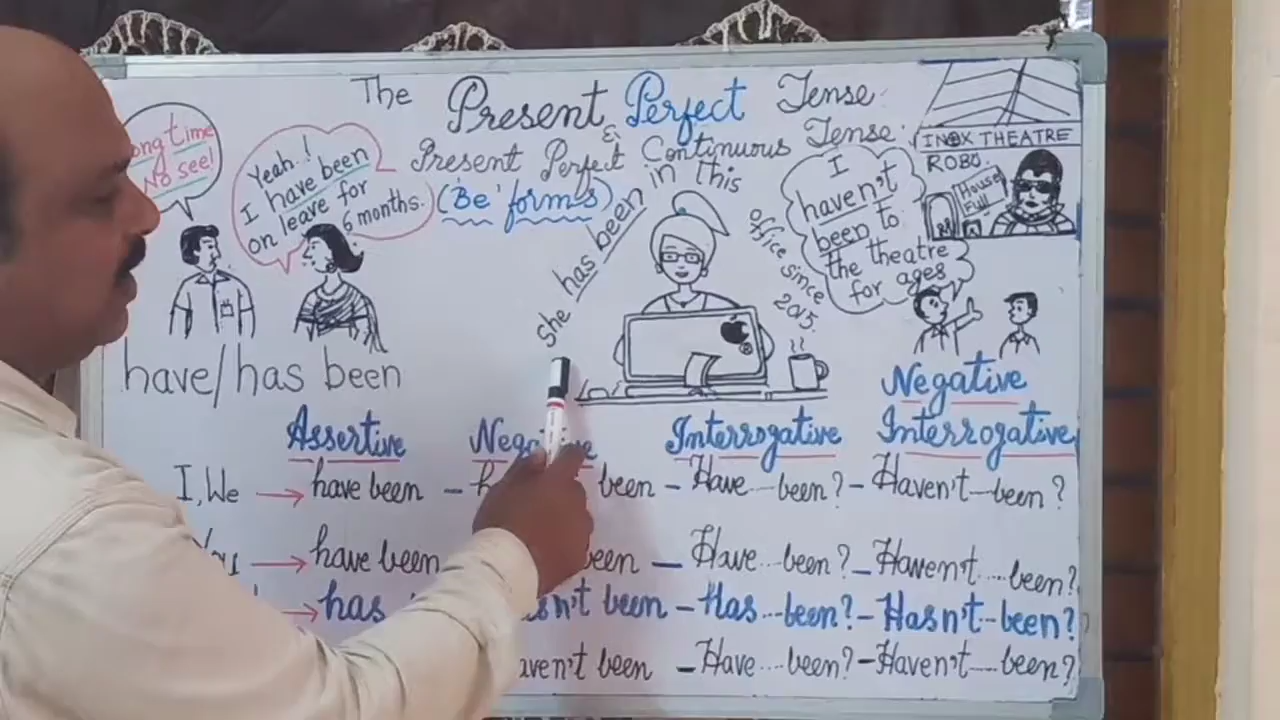 The Present Perfect Tense
&
Present Perfect Continuous Tense.
('Be' forms)
ong time
No see!
Yeah..!
I have been
on leave for
6 months.
she has been in this
office since
2015.
I
haven't
been to
the theatre
for ages
INOX THEATRE
ROBO.
House
Full
have/has been
Assertive Negative Interrogative Negative Interrogative
I, We → have been – been – Have....been? – Haven't....been?
→ have been been – Have....been? – Haven't....been?
→ has n't been – Has....been? – Hasn't....been?
aven't been – Have....been? – Haven't....been?